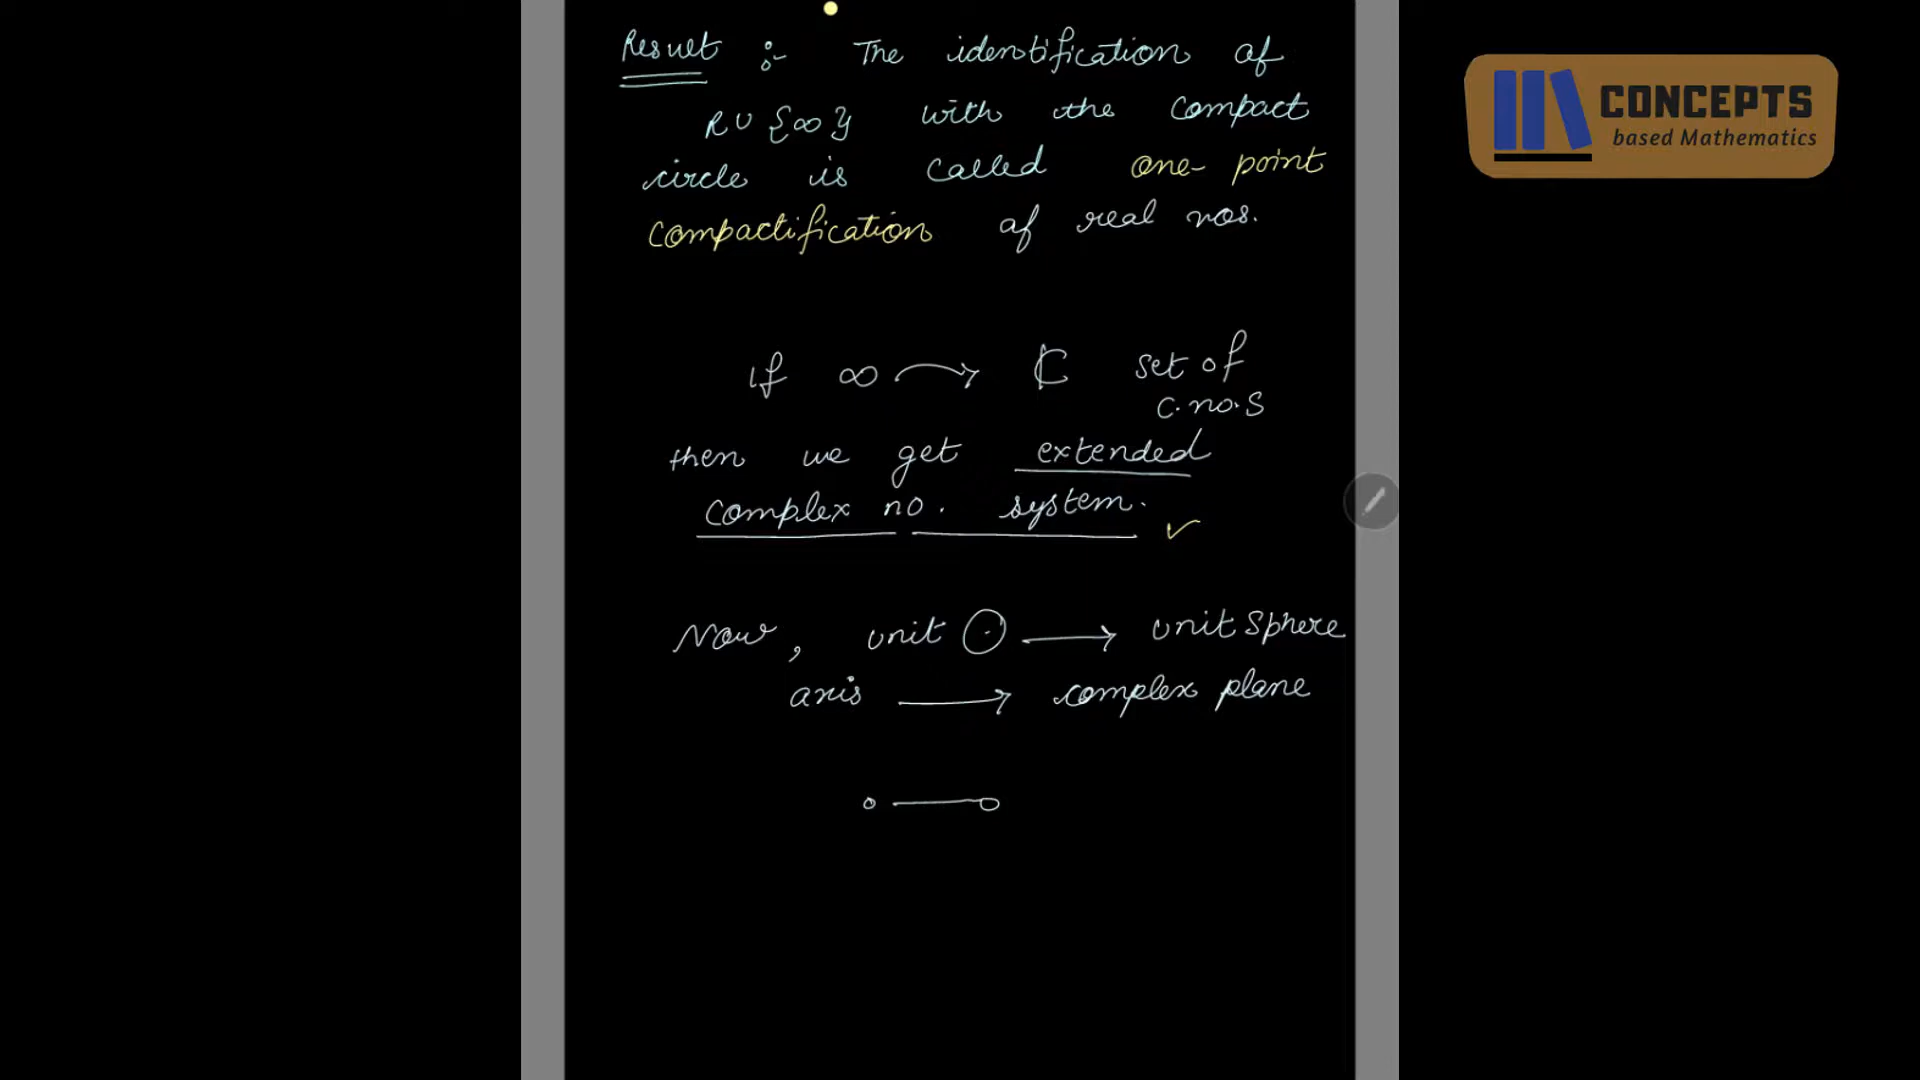 Result :- The identification of
R ∪ {∞} with the compact
circle is called one-point
compactification of real nos.
if ∞ → ℂ set of
c.no.s
then we get extended
complex no. system. ✓
Now, unit ⊙ → unit Sphere
axis → complex plane
CONCEPTS
based Mathematics